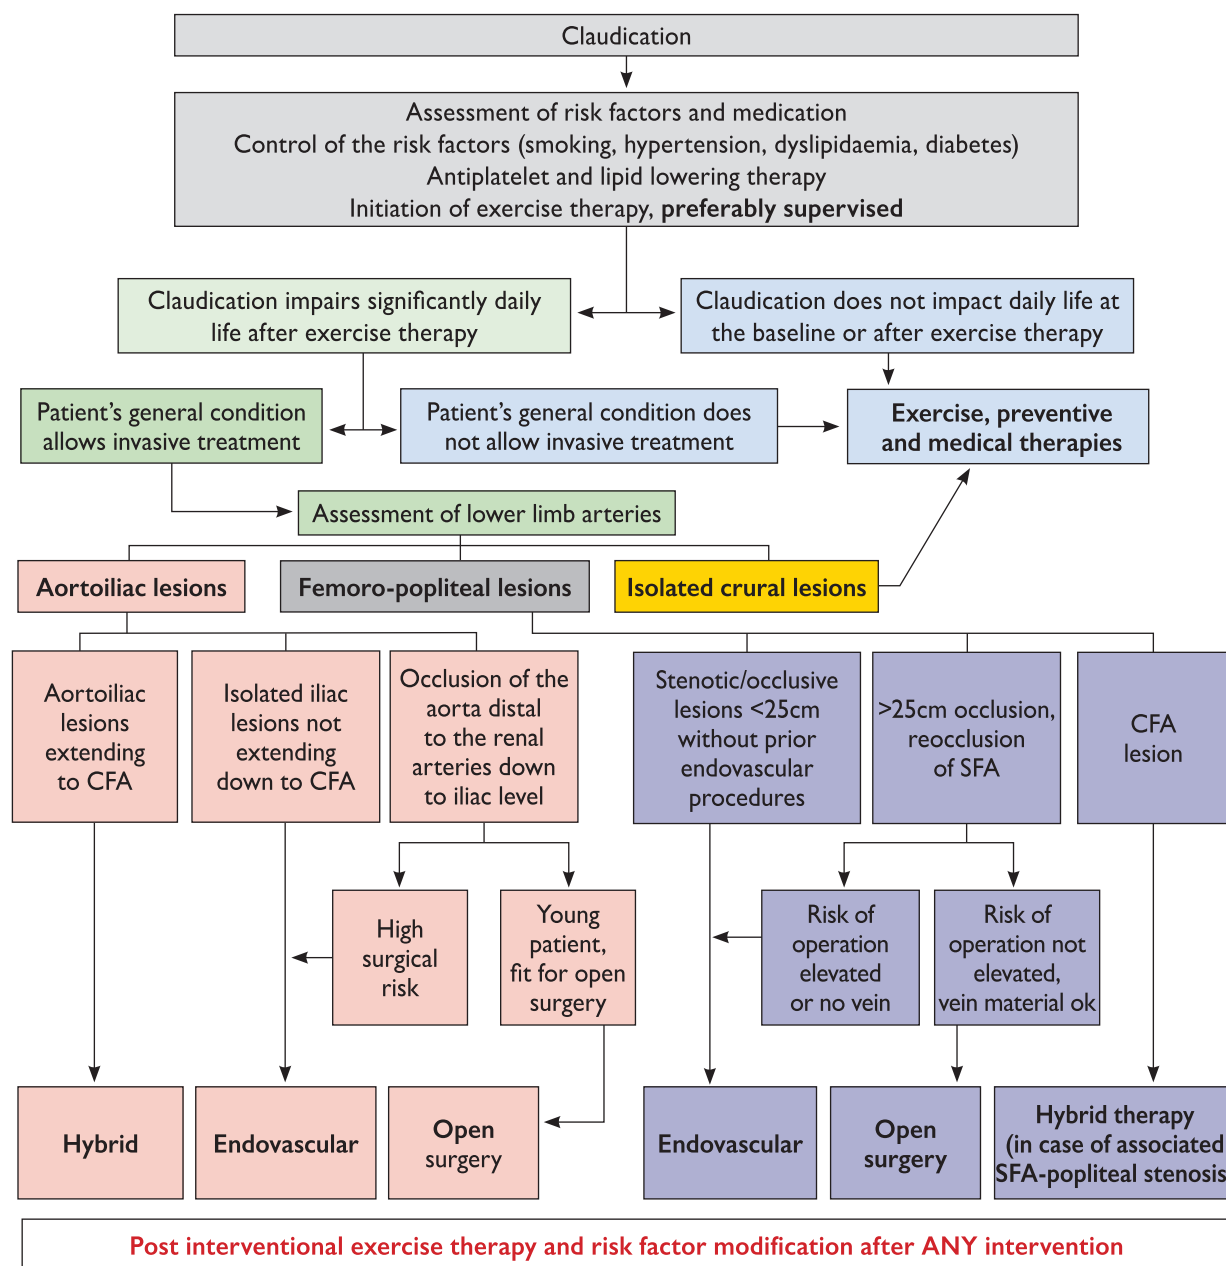 Claudication
Assessment of risk factors and medication
Control of the risk factors (smoking, hypertension, dyslipidaemia, diabetes)
Antiplatelet and lipid lowering therapy
Initiation of exercise therapy, preferably supervised
Claudication impairs significantly daily
life after exercise therapy
Claudication does not impact daily life at
the baseline or after exercise therapy
Patient’s general condition
allows invasive treatment
Patient’s general condition does
not allow invasive treatment
Exercise, preventive
and medical therapies
Assessment of lower limb arteries
Aortoiliac lesions
Femoro-popliteal lesions
Isolated crural lesions
Aortoiliac
lesions
extending
to CFA
Isolated iliac
lesions not
extending
down to CFA
Occlusion of the
aorta distal
to the renal
arteries down
to iliac level
Stenotic/occlusive
lesions <25cm
without prior
endovascular
procedures
>25cm occlusion,
reocclusion
of SFA
CFA
lesion
High
surgical
risk
Young
patient,
fit for open
surgery
Risk of
operation
elevated
or no vein
Risk of
operation not
elevated,
vein material ok
Hybrid
Endovascular
Open
surgery
Endovascular
Open
surgery
Hybrid therapy
(in case of associated
SFA-popliteal stenosis
Post interventional exercise therapy and risk factor modification after ANY intervention